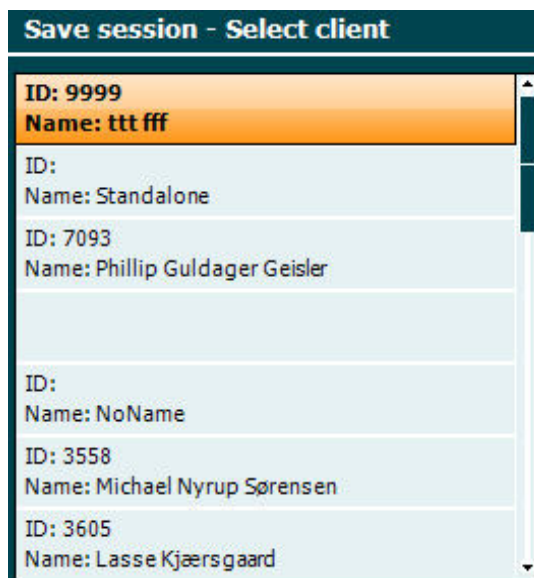 Save session - Select client
ID: 9999
Name: ttt fff
ID:
Name: Standalone
ID: 7093
Name: Phillip Guldager Geisler
ID:
Name: NoName
ID: 3558
Name: Michael Nyrup Sørensen
ID: 3605
Name: Lasse Kjærsgaard